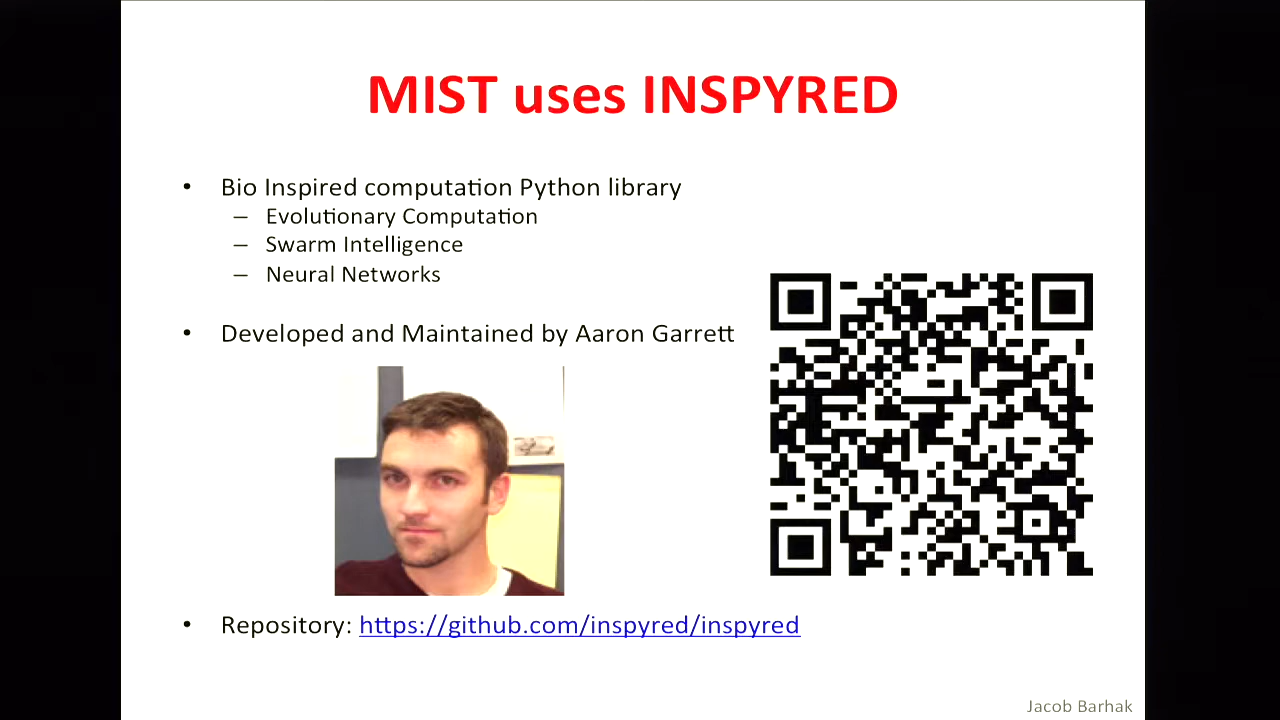 MIST uses INSPYRED
• Bio Inspired computation Python library
– Evolutionary Computation
– Swarm Intelligence
– Neural Networks
• Developed and Maintained by Aaron Garrett
• Repository: https://github.com/inspyred/inspyred
Jacob Barhak